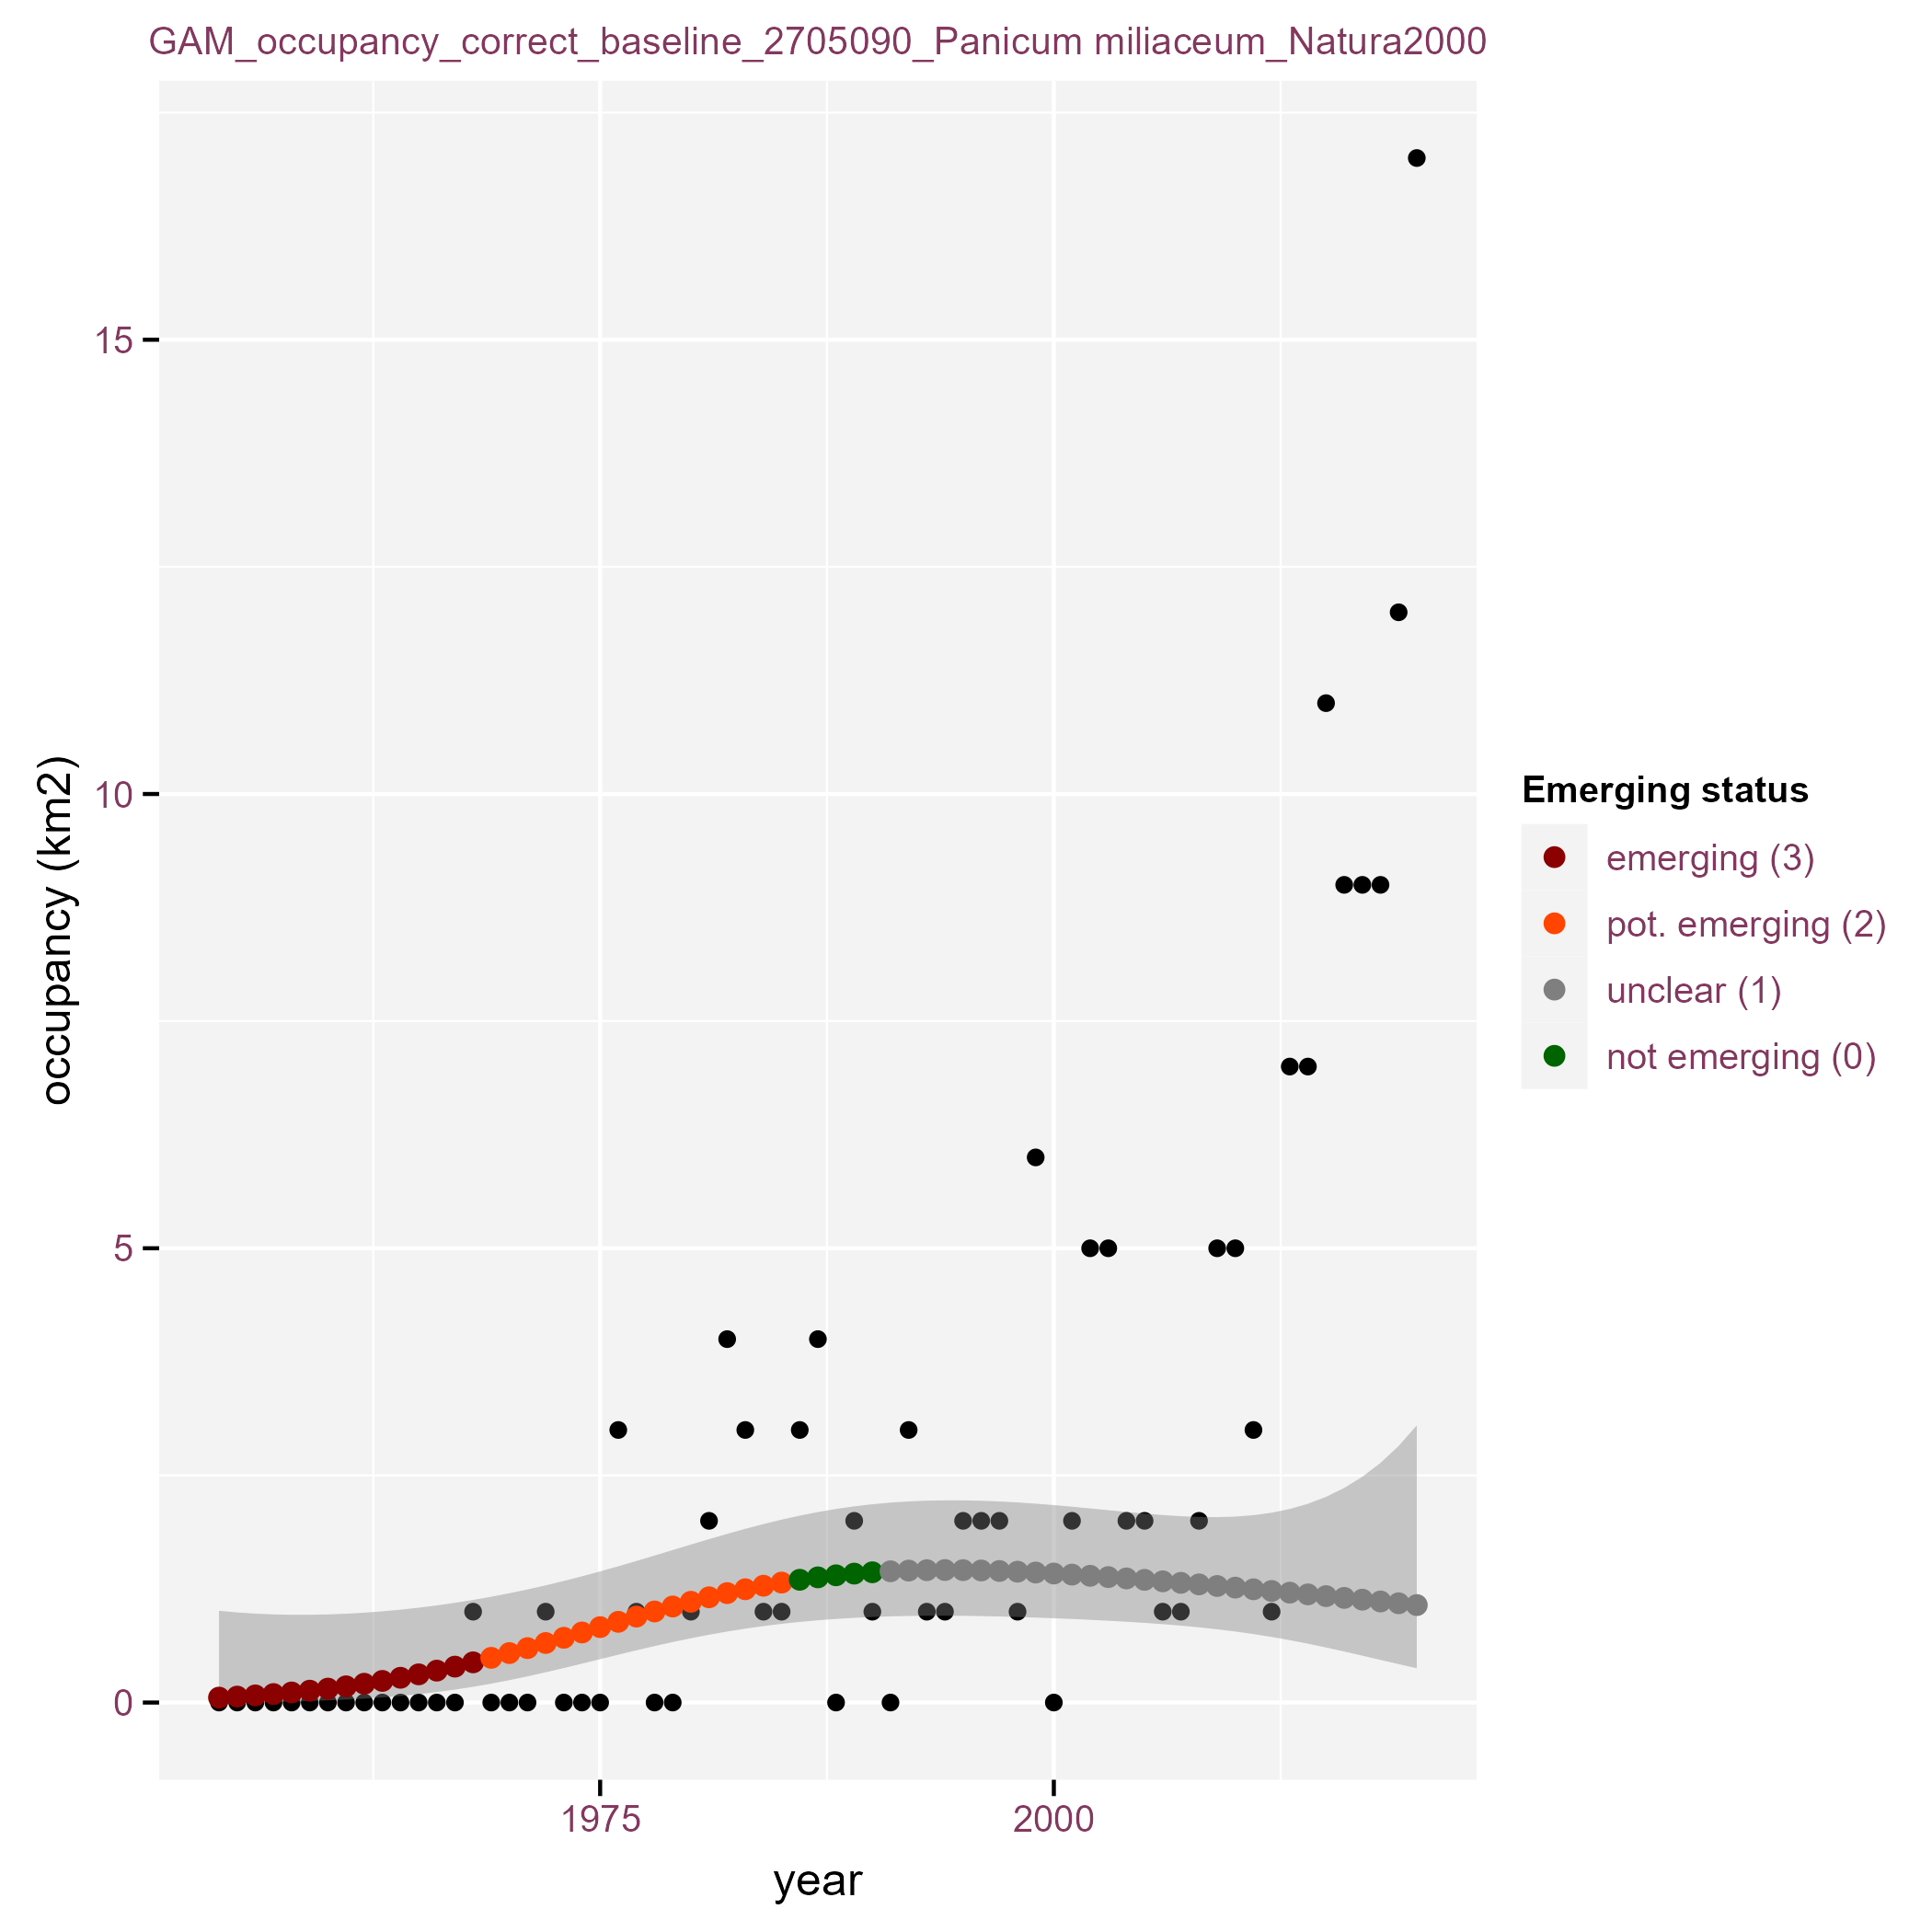 GAM_occupancy_correct_baseline_2705090_Panicum miliaceum_Natura2000
occupancy (km2)
15
10
5
0
1975
2000
year
Emerging status
emerging (3)
pot. emerging (2)
unclear (1)
not emerging (0)